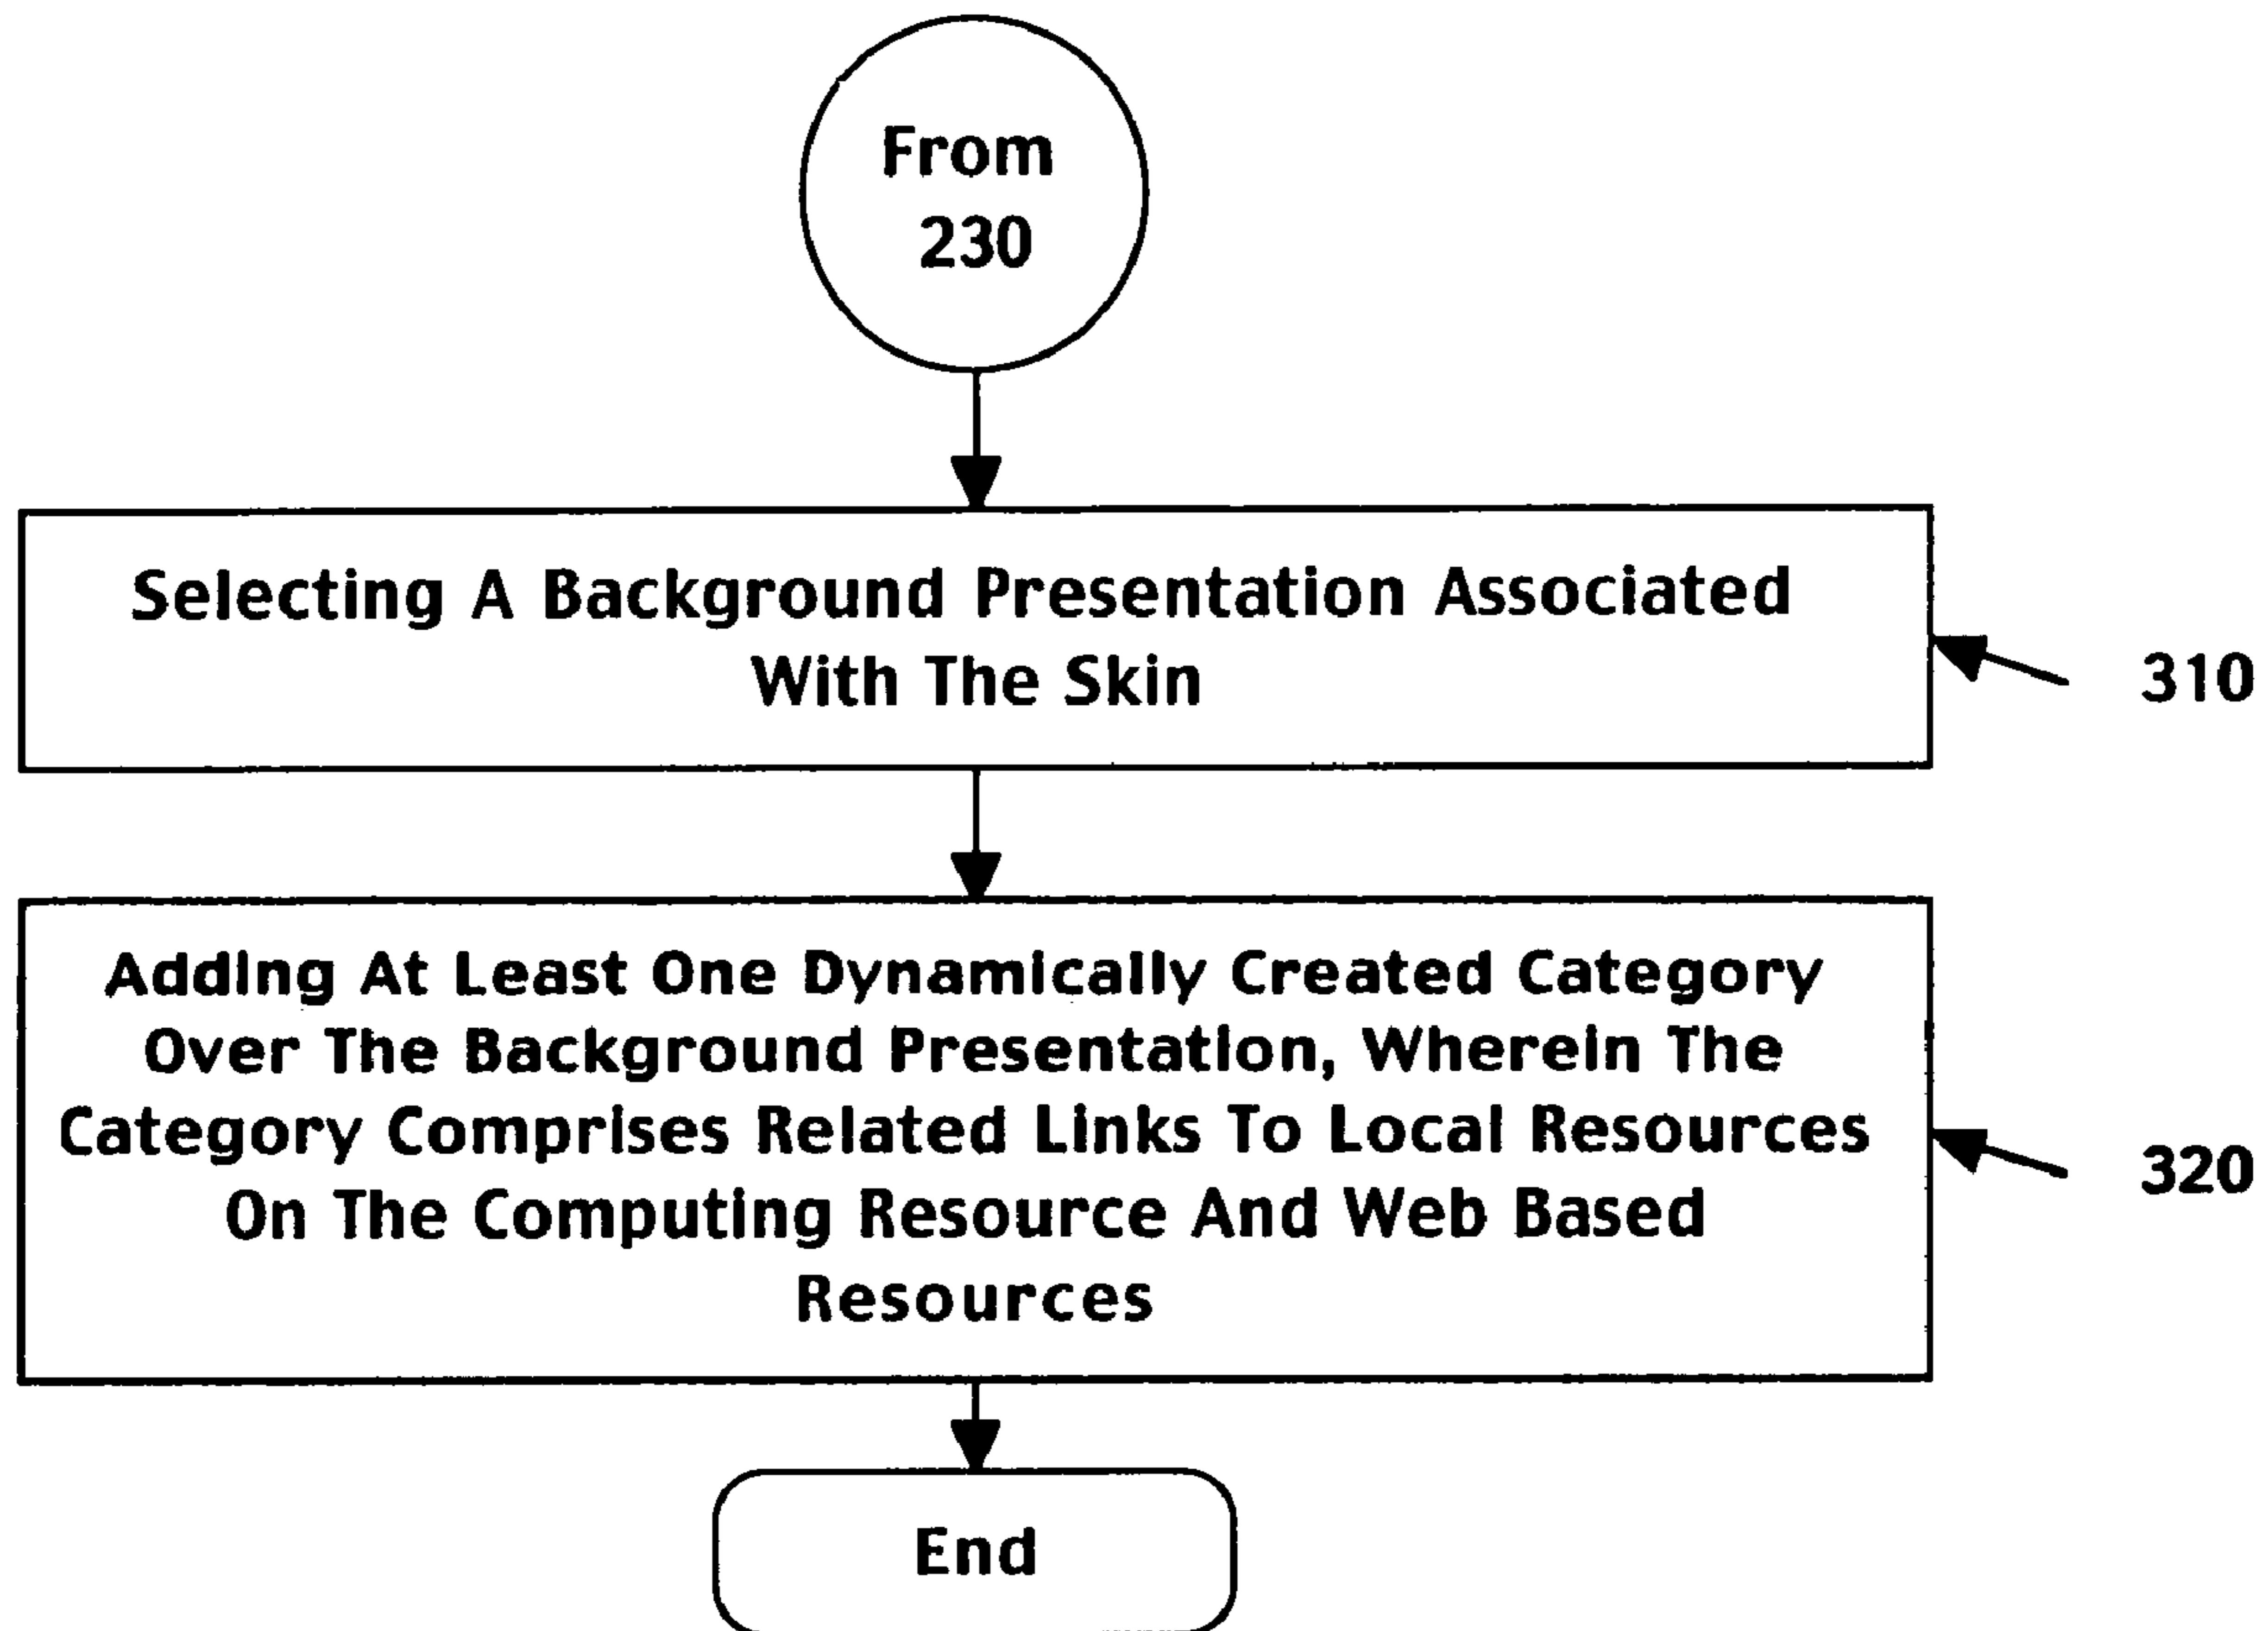 From
230
Selecting A Background Presentation Associated
With The Skin
310
Adding At Least One Dynamically Created Category
Over The Background Presentation, Wherein The
Category Comprises Related Links To Local Resources
On The Computing Resource And Web Based
Resources
320
End